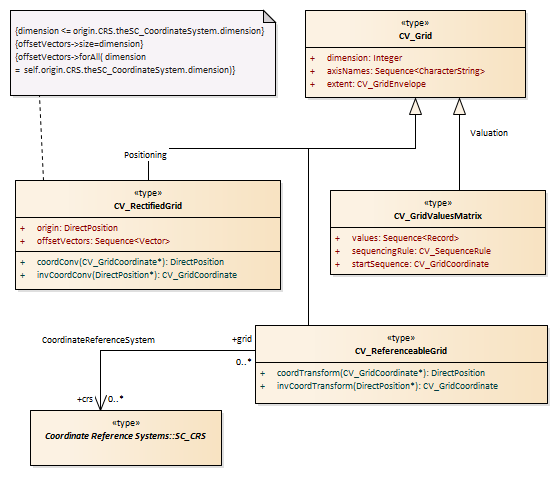 {dimension <= origin.CRS.theSC_CoordinateSystem.dimension}
{offsetVectors->size=dimension}
{offsetVectors->forAll( dimension
= self.origin.CRS.theSC_CoordinateSystem.dimension)}
«type»
CV_Grid
+ dimension: Integer
+ axisNames: Sequence<CharacterString>
+ extent: CV_GridEnvelope
Valuation
Positioning
«type»
CV_RectifiedGrid
+ origin: DirectPosition
+ offsetVectors: Sequence<Vector>
+ coordConv(CV_GridCoordinate*): DirectPosition
+ invCoordConv(DirectPosition*): CV_GridCoordinate
«type»
CV_GridValuesMatrix
+ values: Sequence<Record>
+ sequencingRule: CV_SequenceRule
+ startSequence: CV_GridCoordinate
CoordinateReferenceSystem
+grid
0..*
«type»
CV_ReferenceableGrid
+ coordTransform(CV_GridCoordinate*): DirectPosition
+ invCoordTransform(DirectPosition*): CV_GridCoordinate
+crs 0..*
«type»
Coordinate Reference Systems::SC_CRS